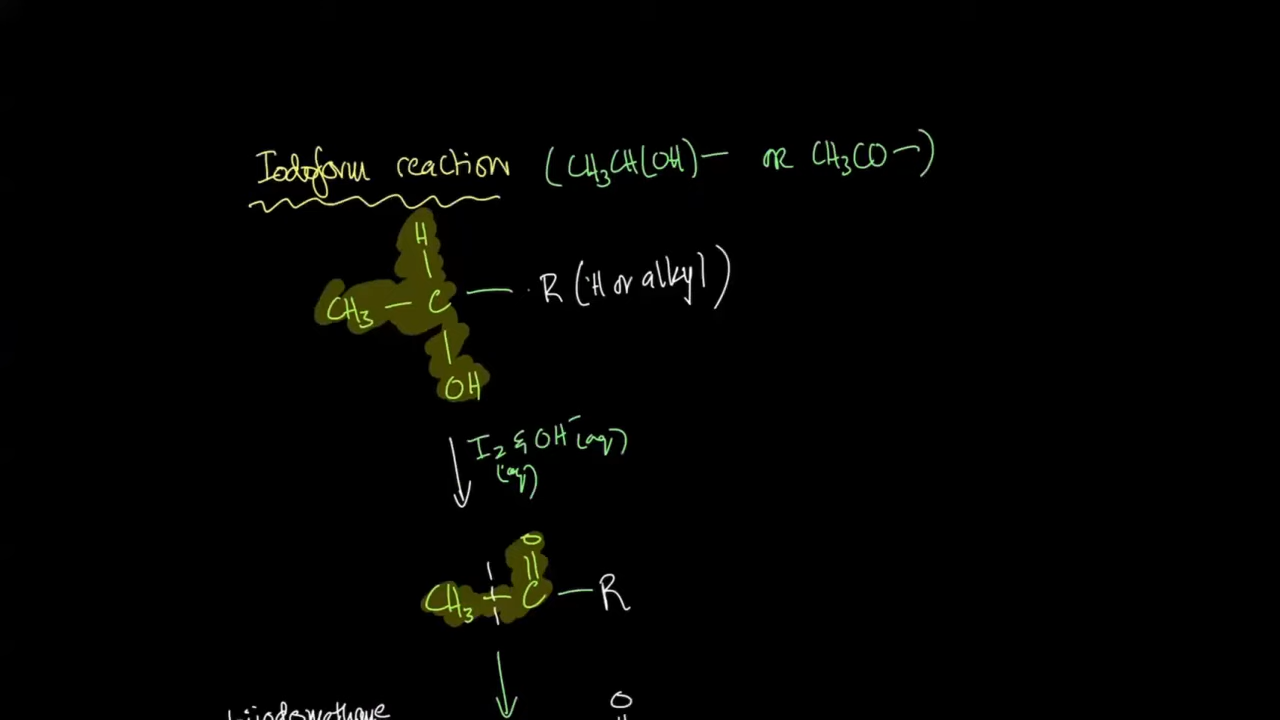 Iodoform reaction (CH₃CH(OH)— or CH₃CO—)
H
|
CH₃ — C — R (H or alkyl)
|
OH
I₂ & OH⁻(aq)
(aq)
O
||
CH₃ — C — R
O